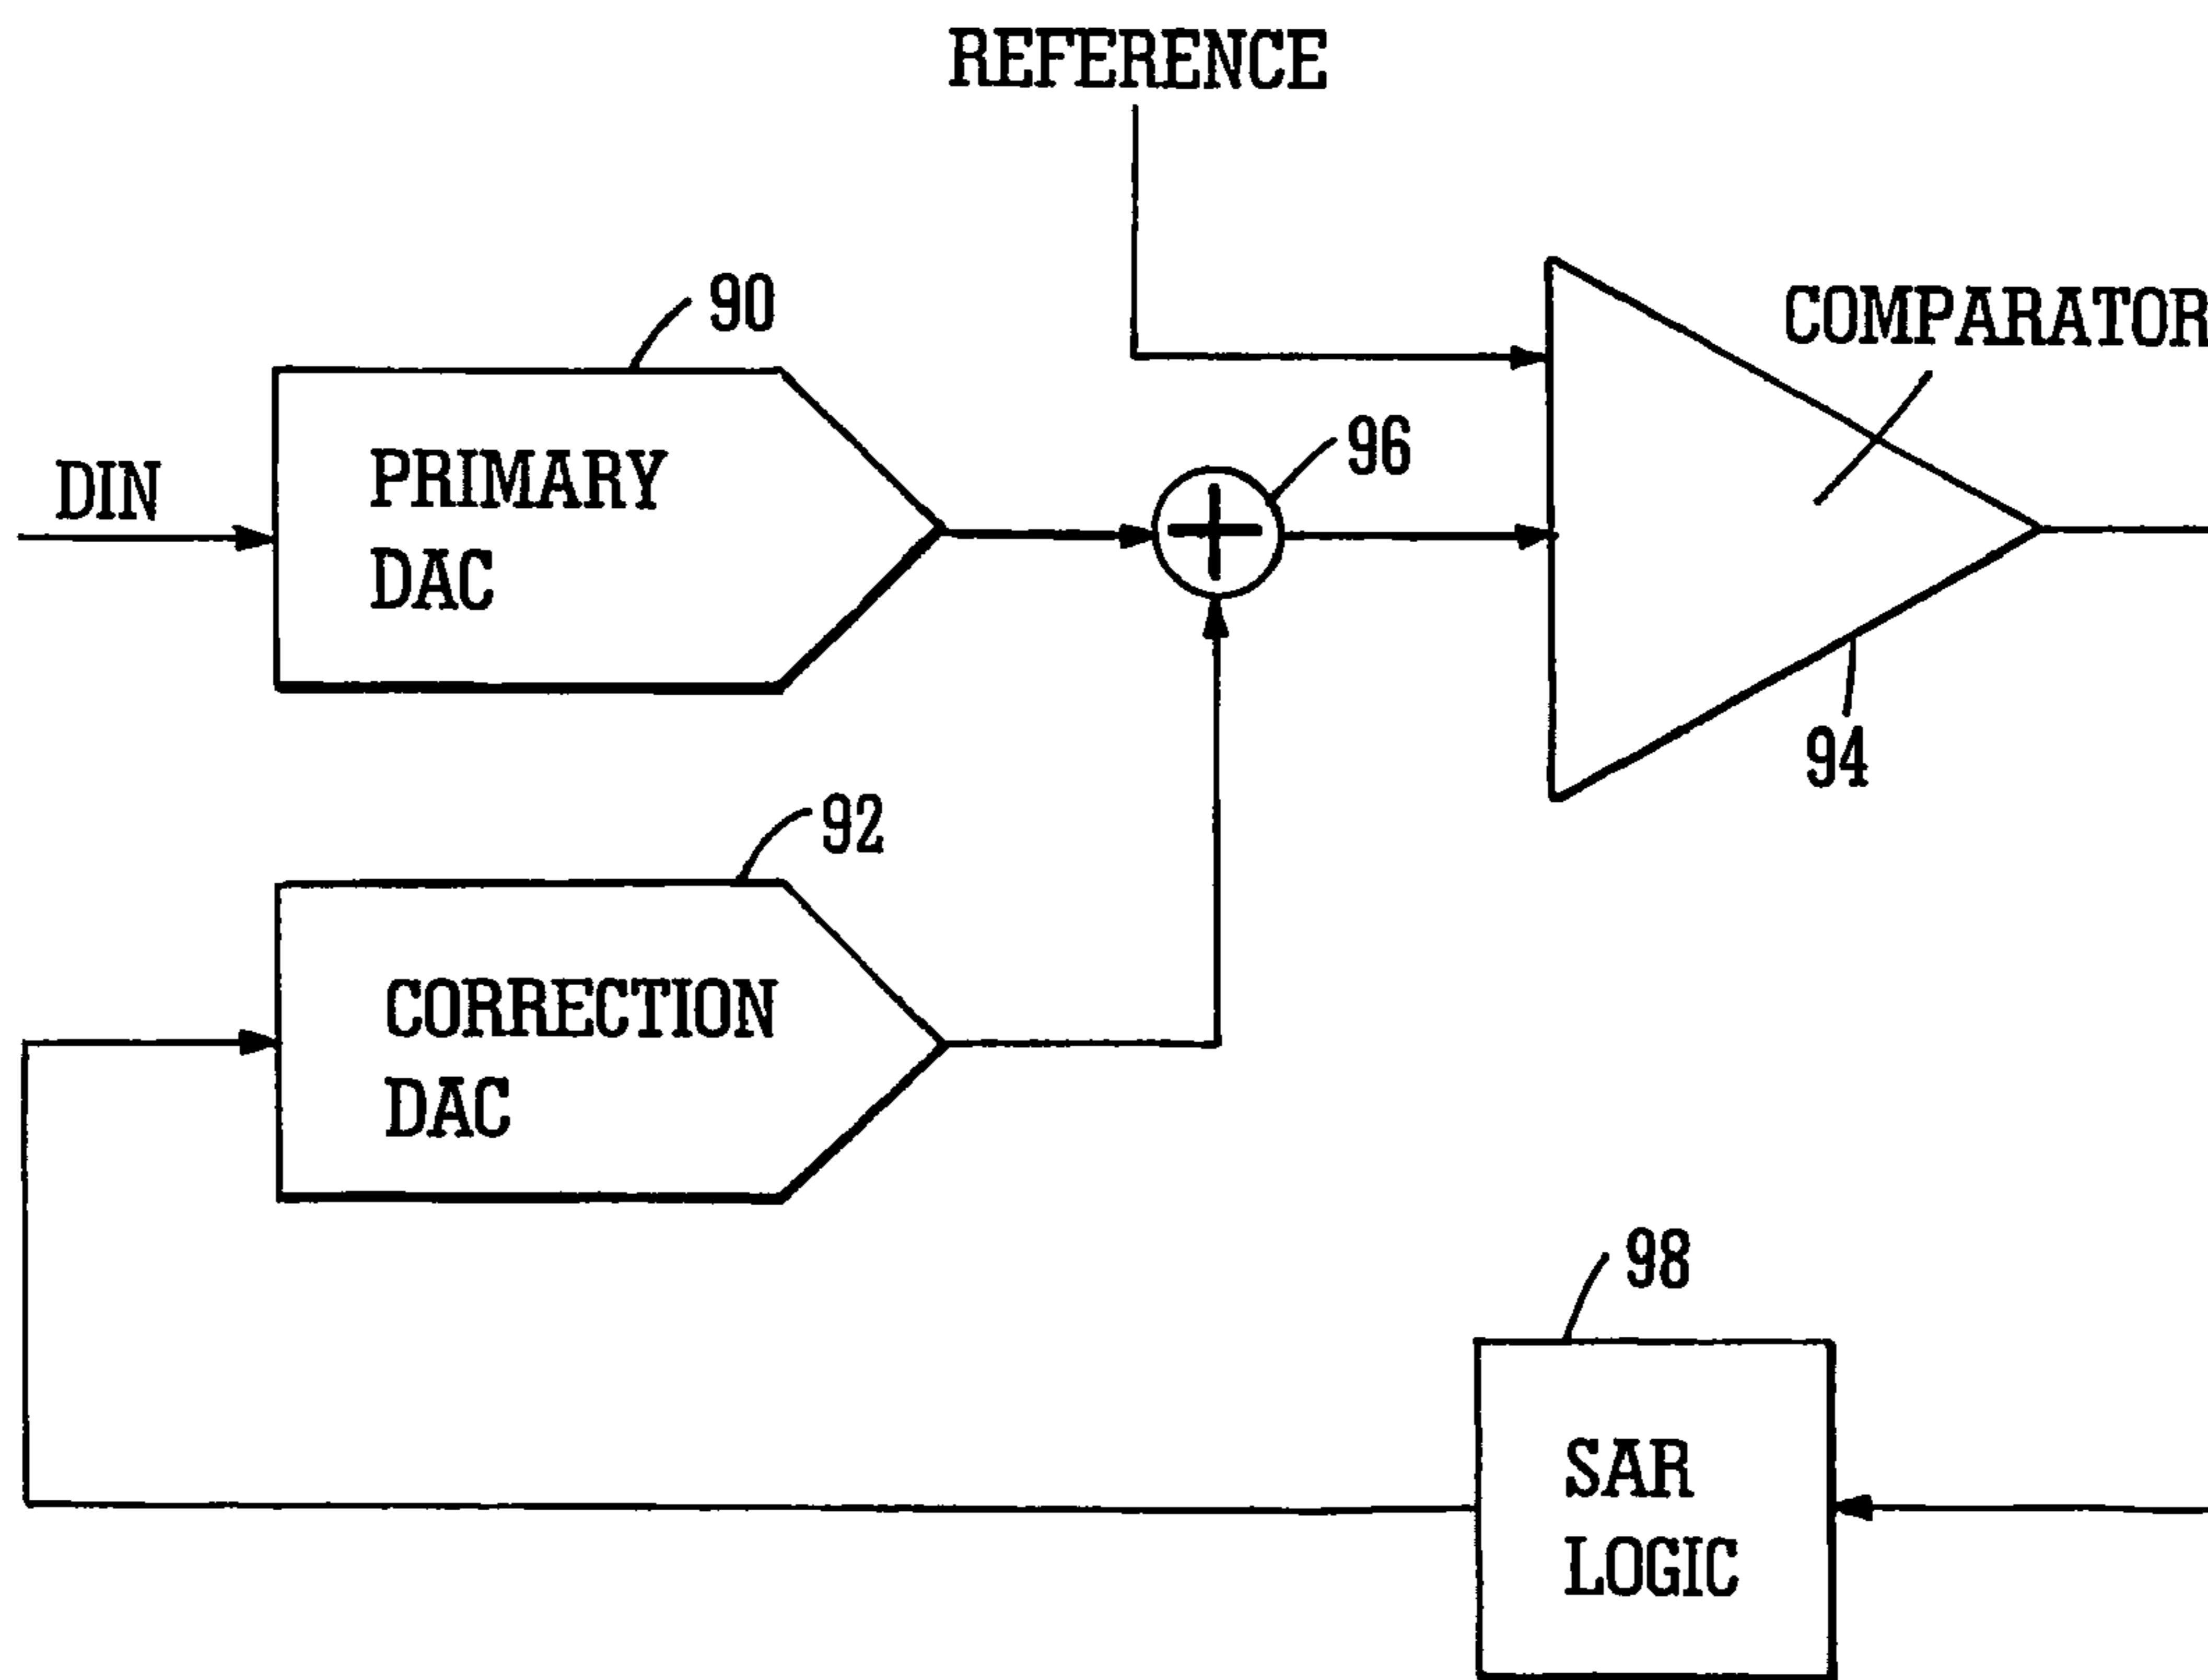 REFERENCE
90
COMPARATOR
DIN
PRIMARY
DAC
96
94
92
CORRECTION
DAC
98
SAR
LOGIC